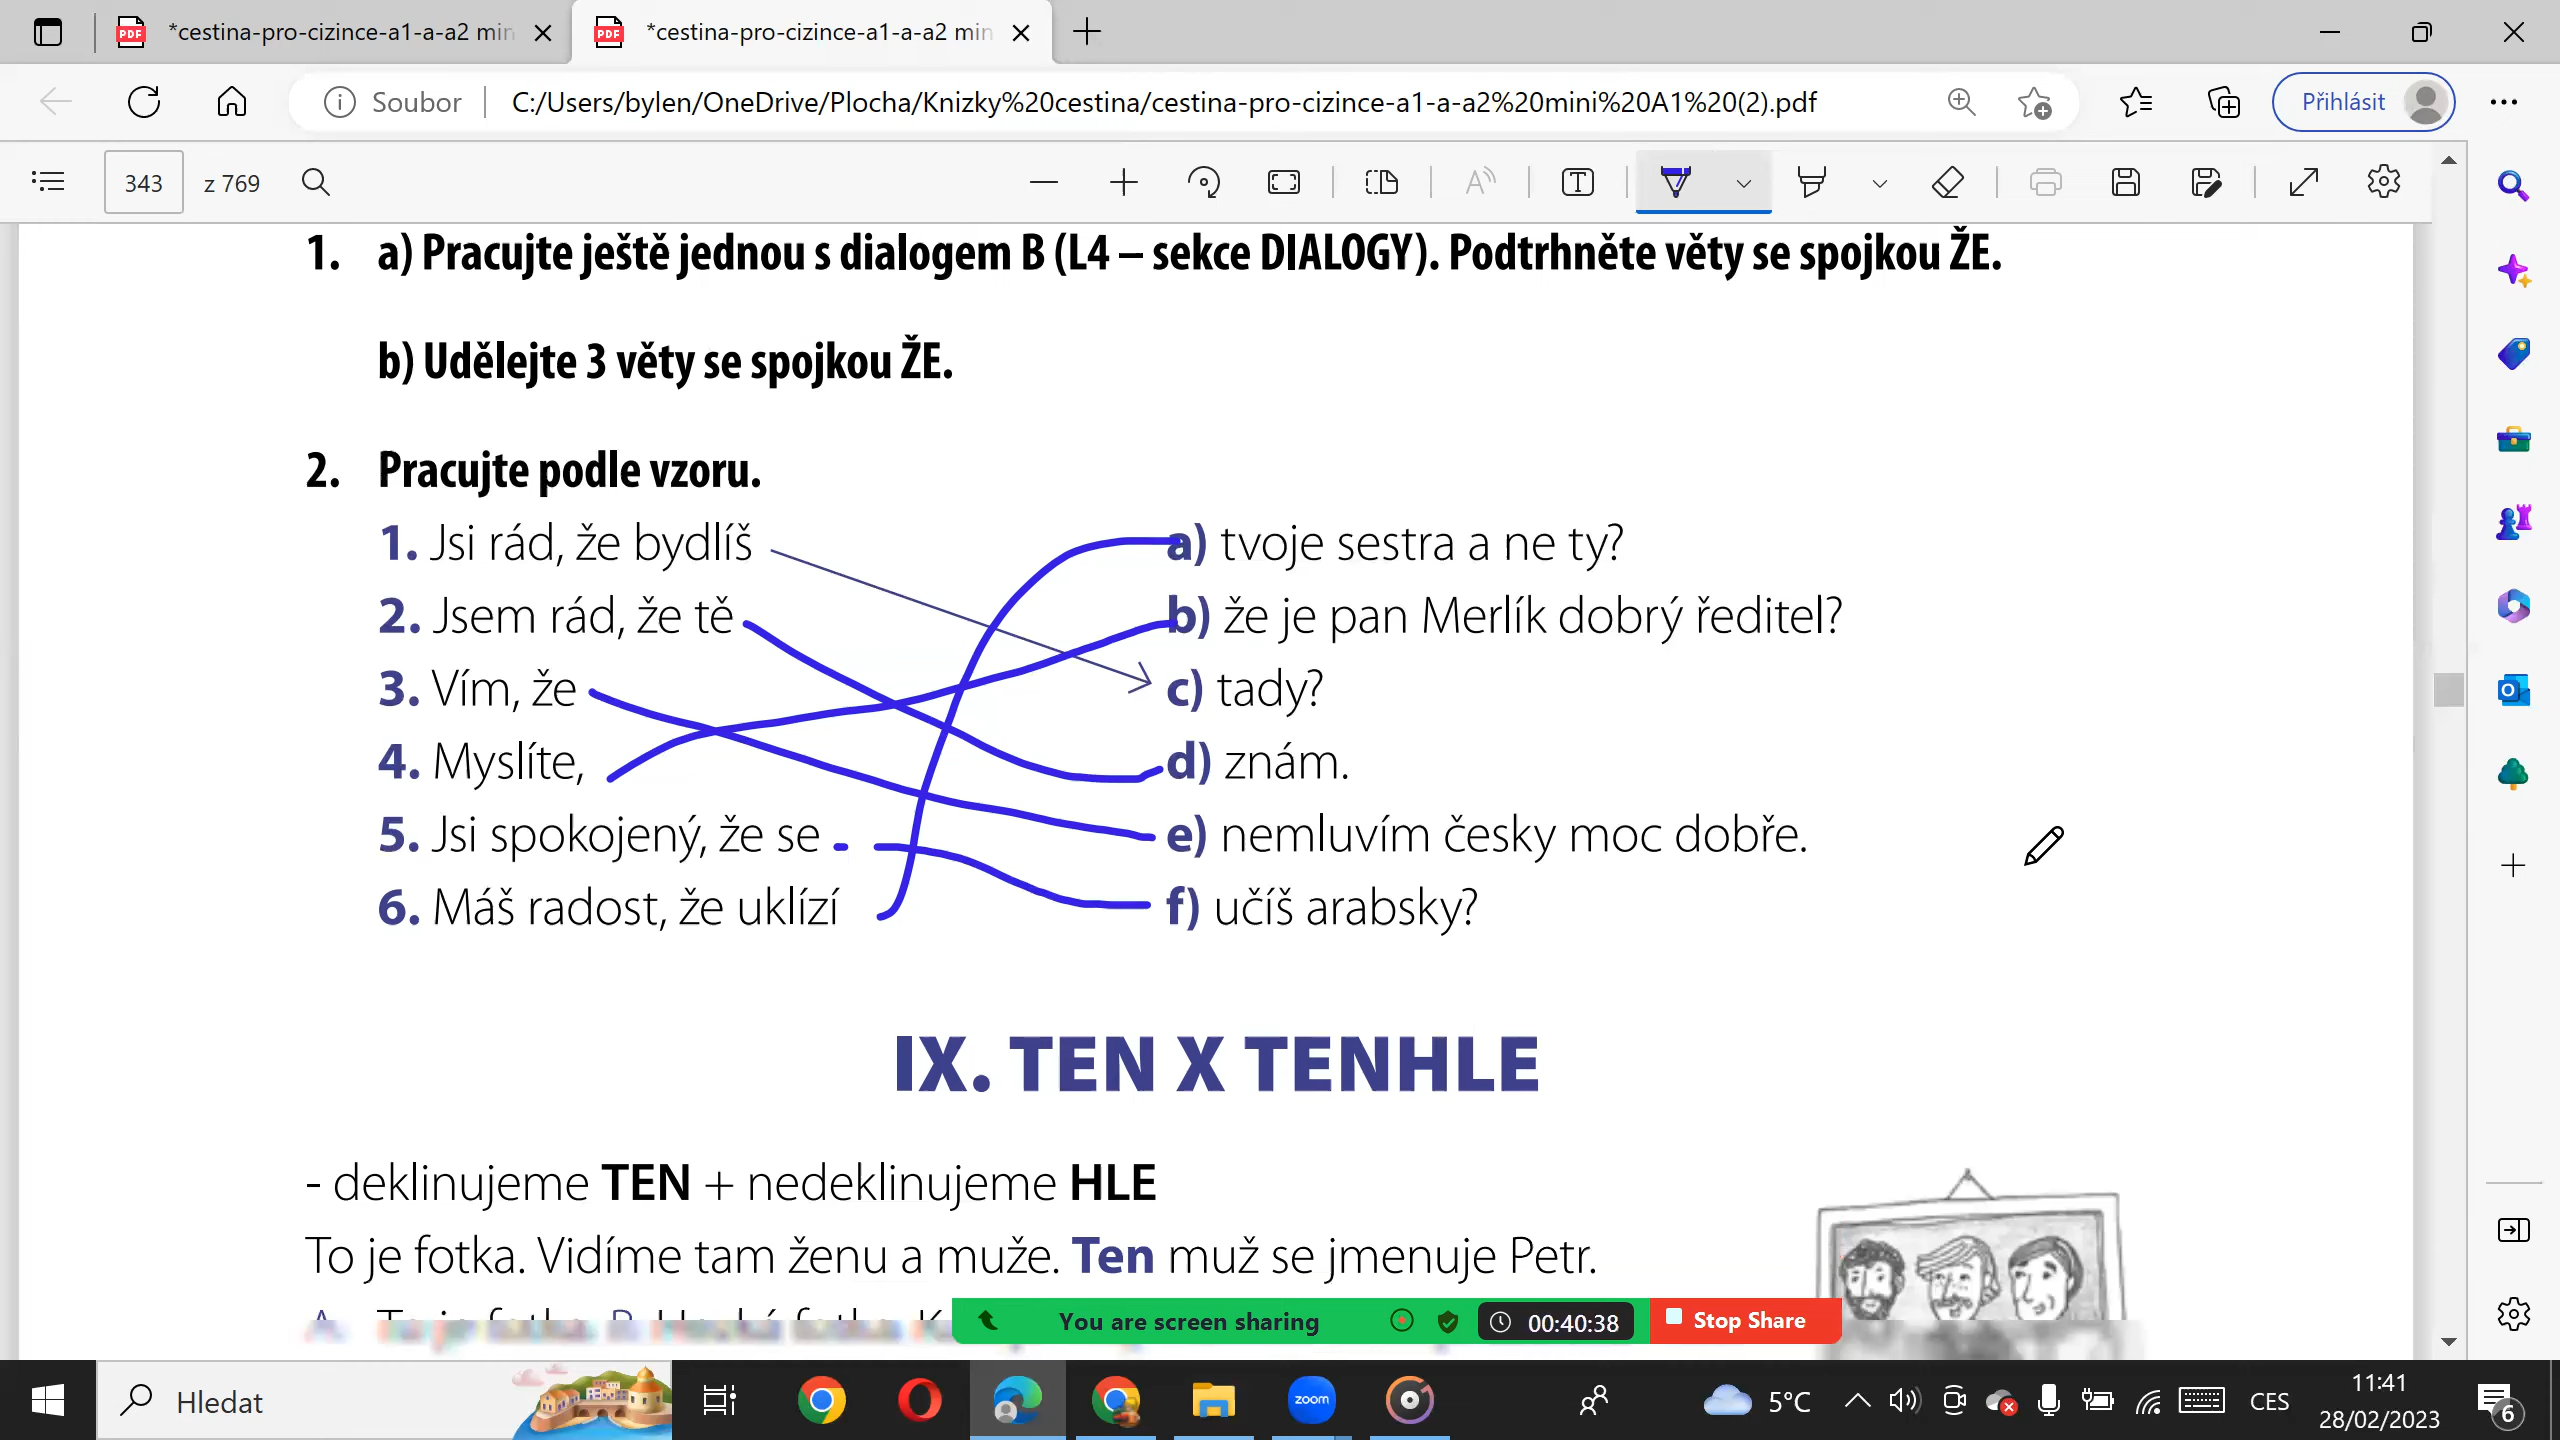 *cestina-pro-cizince-a1-a-a2 min
*cestina-pro-cizince-a1-a-a2 min
Soubor
C:/Users/bylen/OneDrive/Plocha/Knizky%20cestina/cestina-pro-cizince-a1-a-a2%20mini%20A1%20(2).pdf
Přihlásit
343 z 769
1. a) Pracujte ještě jednou s dialogem B (L4 – sekce DIALOGY). Podtrhněte věty se spojkou ŽE.
b) Udělejte 3 věty se spojkou ŽE.
2. Pracujte podle vzoru.
1. Jsi rád, že bydlíš
a) tvoje sestra a ne ty?
2. Jsem rád, že tě
b) že je pan Merlík dobrý ředitel?
3. Vím, že
c) tady?
4. Myslíte,
d) znám.
5. Jsi spokojený, že se
e) nemluvím česky moc dobře.
6. Máš radost, že uklízí
f) učíš arabsky?
IX. TEN X TENHLE
- deklinujeme TEN + nedeklinujeme HLE
To je fotka. Vidíme tam ženu a muže. Ten muž se jmenuje Petr.
You are screen sharing
00:40:38
Stop Share
Hledat
zoom
5°C
CES
11:41
28/02/2023
6